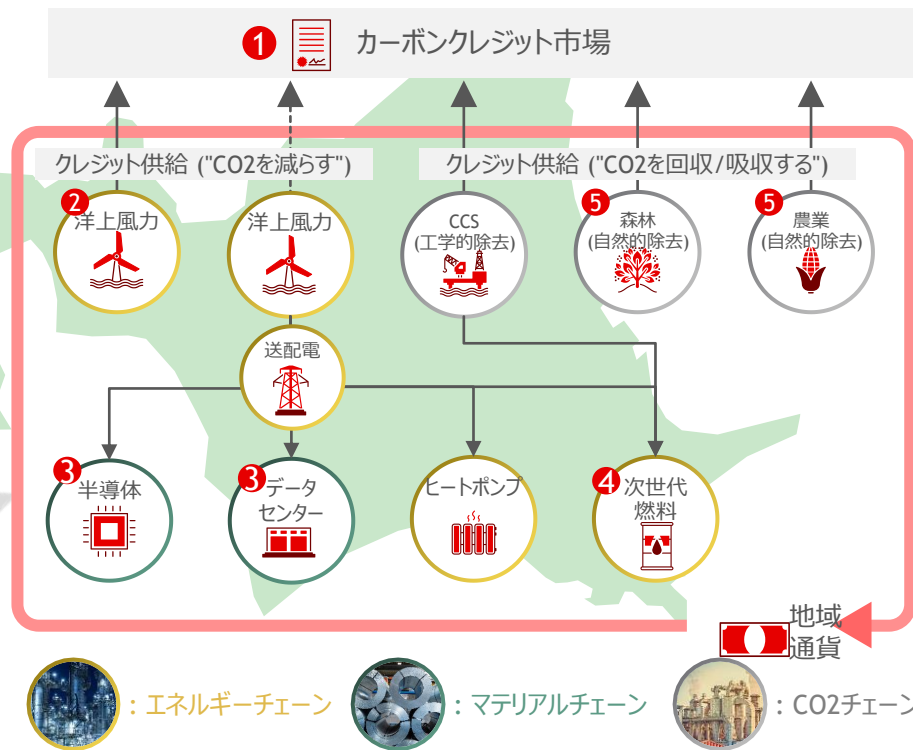 1 カーボンクレジット市場
クレジット供給 ("CO2を減らす")
クレジット供給 ("CO2を回収/吸収する")
2
洋上風力
洋上風力
CCS
(工学的除去)
5
森林
(自然的除去)
5
農業
(自然的除去)
送配電
3
半導体
3
データ
センター
ヒートポンプ
4
次世代
燃料
地域
通貨
：エネルギーチェーン
：マテリアルチェーン
：CO2チェーン